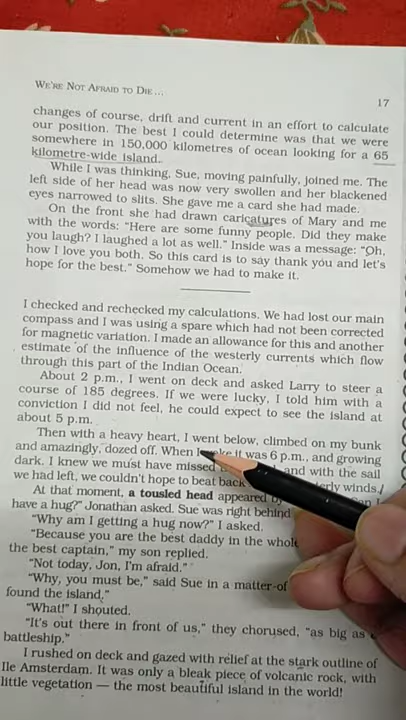 WE'RE NOT AFRAID TO DIE...
17
changes of course, drift and current in an effort to calculate
our position. The best I could determine was that we were
somewhere in 150,000 kilometres of ocean looking for a 65
kilometre-wide island.
While I was thinking, Sue, moving painfully, joined me. The
left side of her head was now very swollen and her blackened
eyes narrowed to slits. She gave me a card she had made.
On the front she had drawn caricatures of Mary and me
with the words: "Here are some funny people. Did they make
you laugh? I laughed a lot as well." Inside was a message: "Oh,
how I love you both. So this card is to say thank you and let's
hope for the best." Somehow we had to make it.
I checked and rechecked my calculations. We had lost our main
compass and I was using a spare which had not been corrected
for magnetic variation. I made an allowance for this and another
estimate of the influence of the westerly currents which flow
through this part of the Indian Ocean.
About 2 p.m., I went on deck and asked Larry to steer a
course of 185 degrees. If we were lucky, I told him with a
conviction I did not feel, he could expect to see the island at
about 5 p.m.
Then with a heavy heart, I went below, climbed on my bunk
and amazingly, dozed off. When I it was 6 p.m., and growing
dark. I knew we must have missed and with the sail
we had left, we couldn't hope to beat back winds.
At that moment, a tousled head appeared
have a hug?" Jonathan asked. Sue was right behind
"Why am I getting a hug now?" I asked.
"Because you are the best daddy in the whole
the best captain," my son replied.
"Not today, Jon, I'm afraid."
"Why, you must be," said Sue in a matter-of
found the island,"
"What!" I shouted.
"It's out there in front of us," they chorused, "as big as
battleship."
I rushed on deck and gazed with relief at the stark outline of
Ile Amsterdam. It was only a bleak piece of volcanic rock, with
little vegetation — the most beautiful island in the world!